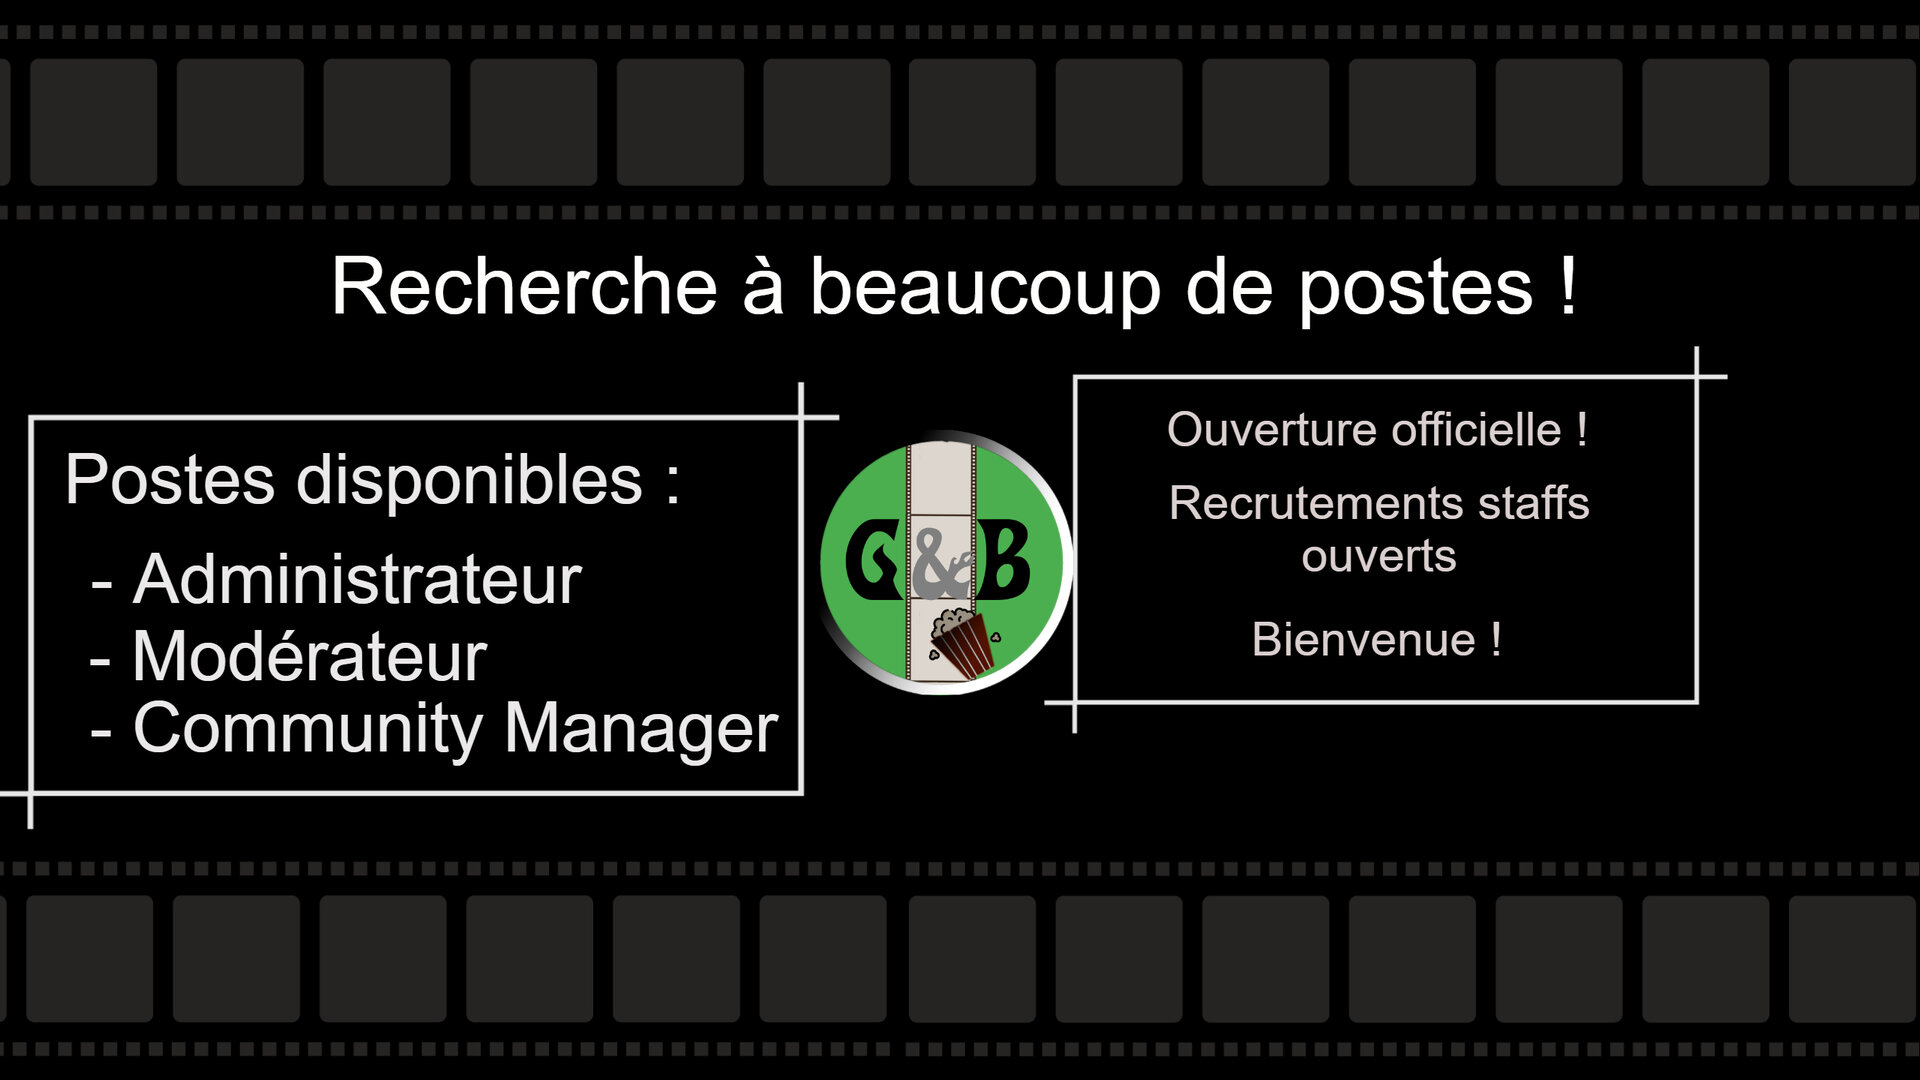 Recherche à beaucoup de postes !
Postes disponibles :
- Administrateur
- Modérateur
- Community Manager
G&B
Ouverture officielle !
Recrutements staffs
ouverts
Bienvenue !